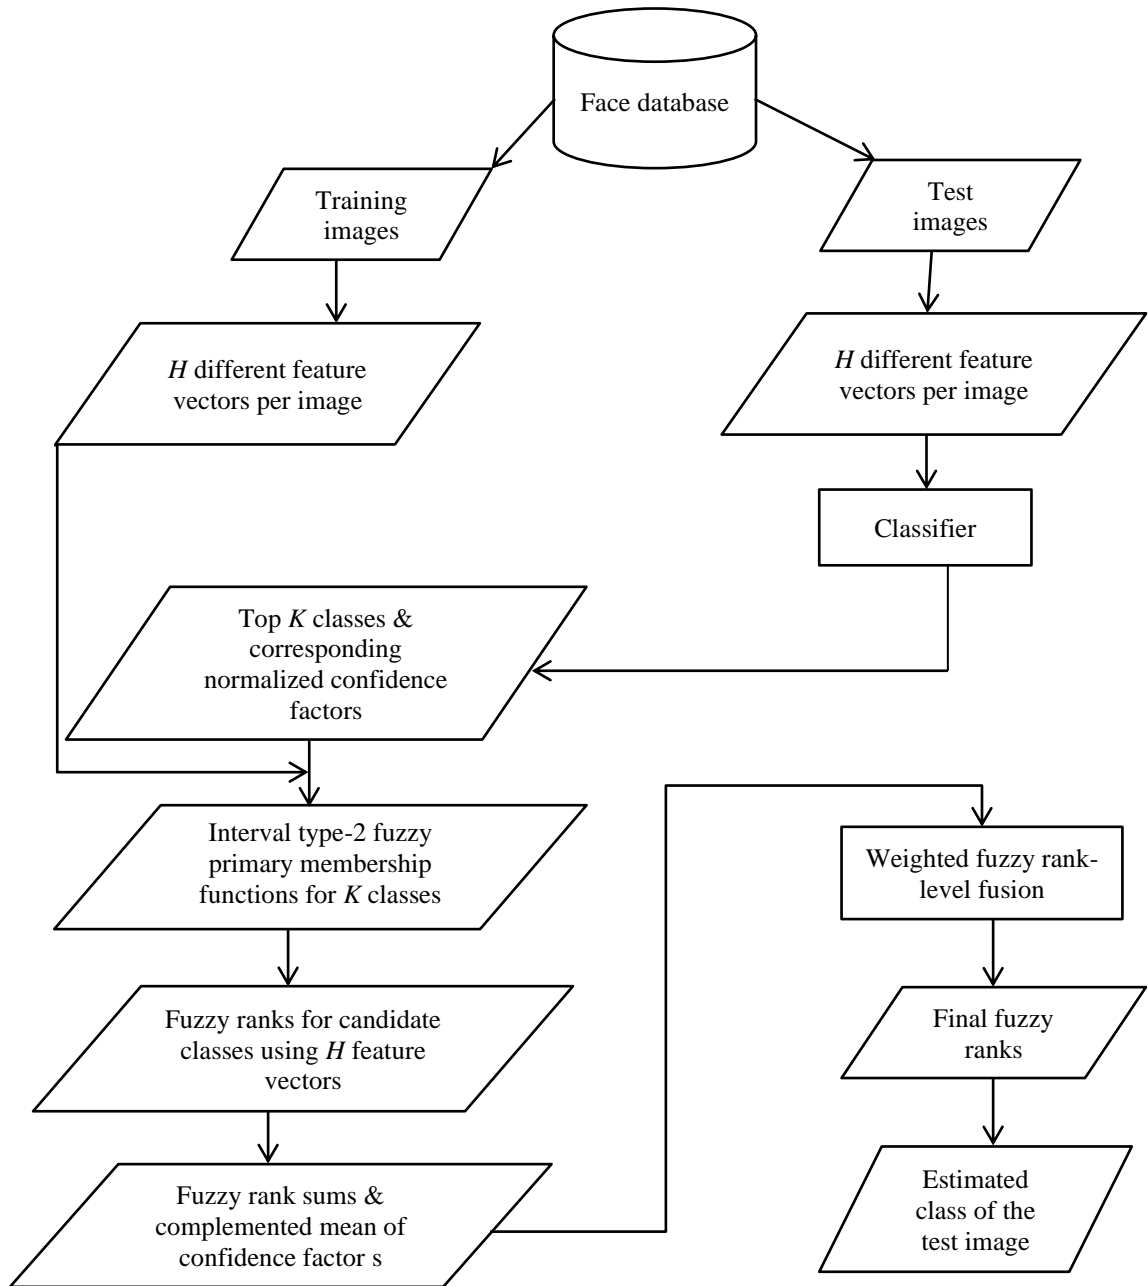 Face database
Training
images
Test
images
H different feature
vectors per image
H different feature
vectors per image
Classifier
Top K classes &
corresponding
normalized confidence
factors
Interval type-2 fuzzy
primary membership
functions for K classes
Fuzzy ranks for candidate
classes using H feature
vectors
Fuzzy rank sums &
complemented mean of
confidence factor s
Weighted fuzzy rank-
level fusion
Final fuzzy
ranks
Estimated
class of the
test image